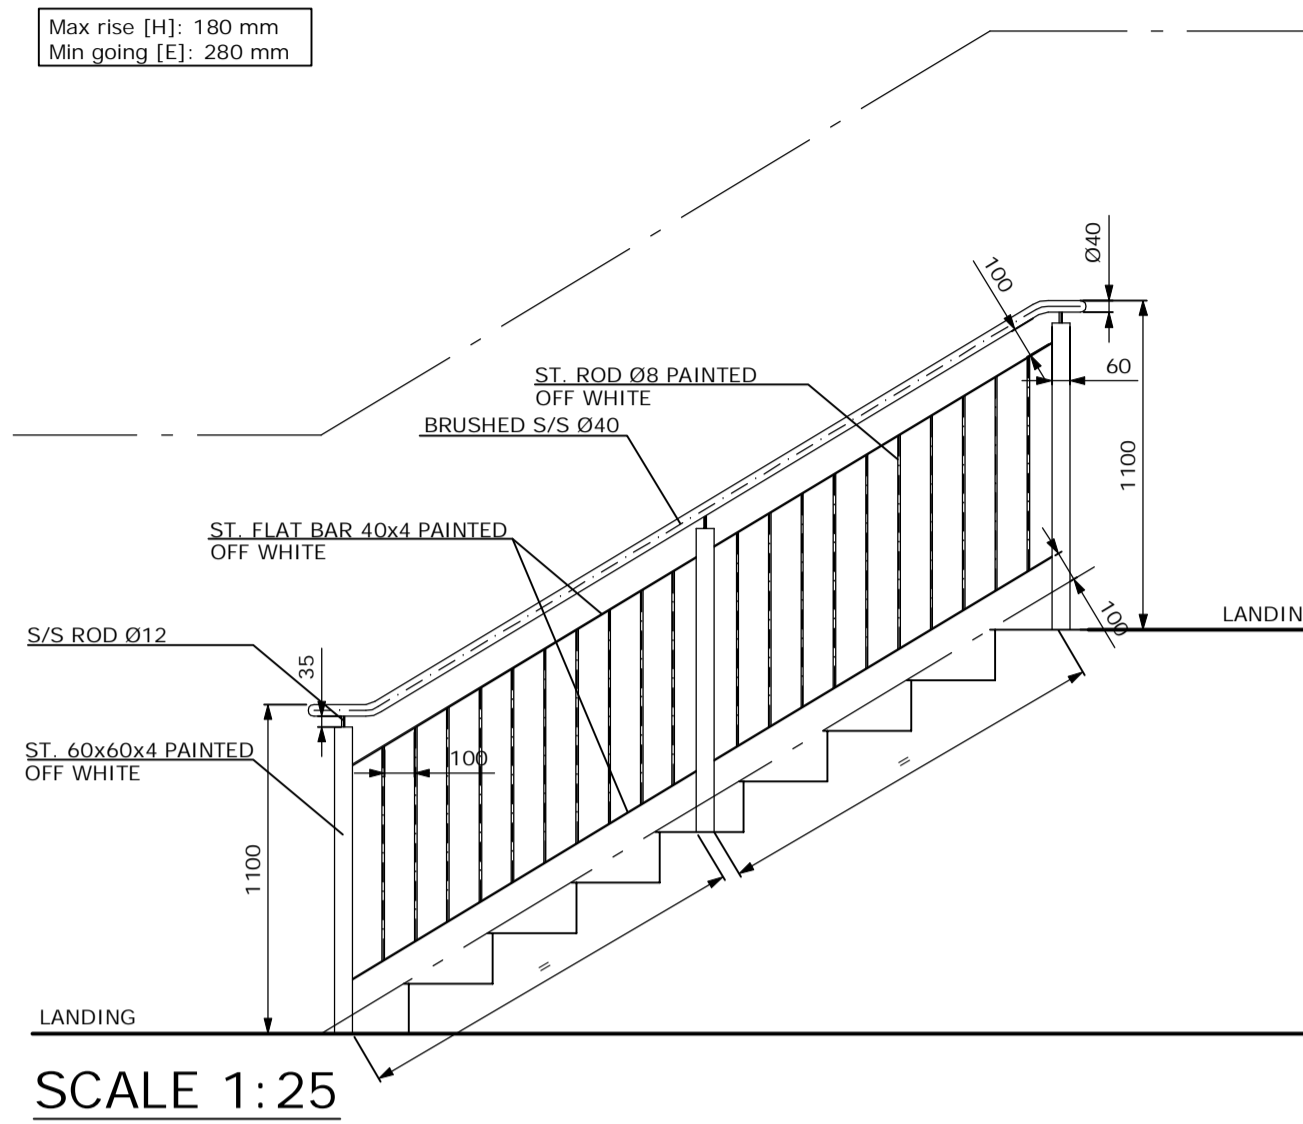 Max rise [H]: 180 mm
Min going [E]: 280 mm
Ø40
100
ST. ROD Ø8 PAINTED
OFF WHITE
60
BRUSHED S/S Ø40
1100
ST. FLAT BAR 40x4 PAINTED
OFF WHITE
100
LANDIN
S/S ROD Ø12
35
ST. 60x60x4 PAINTED
OFF WHITE
100
=
1100
=
LANDING
SCALE 1:25